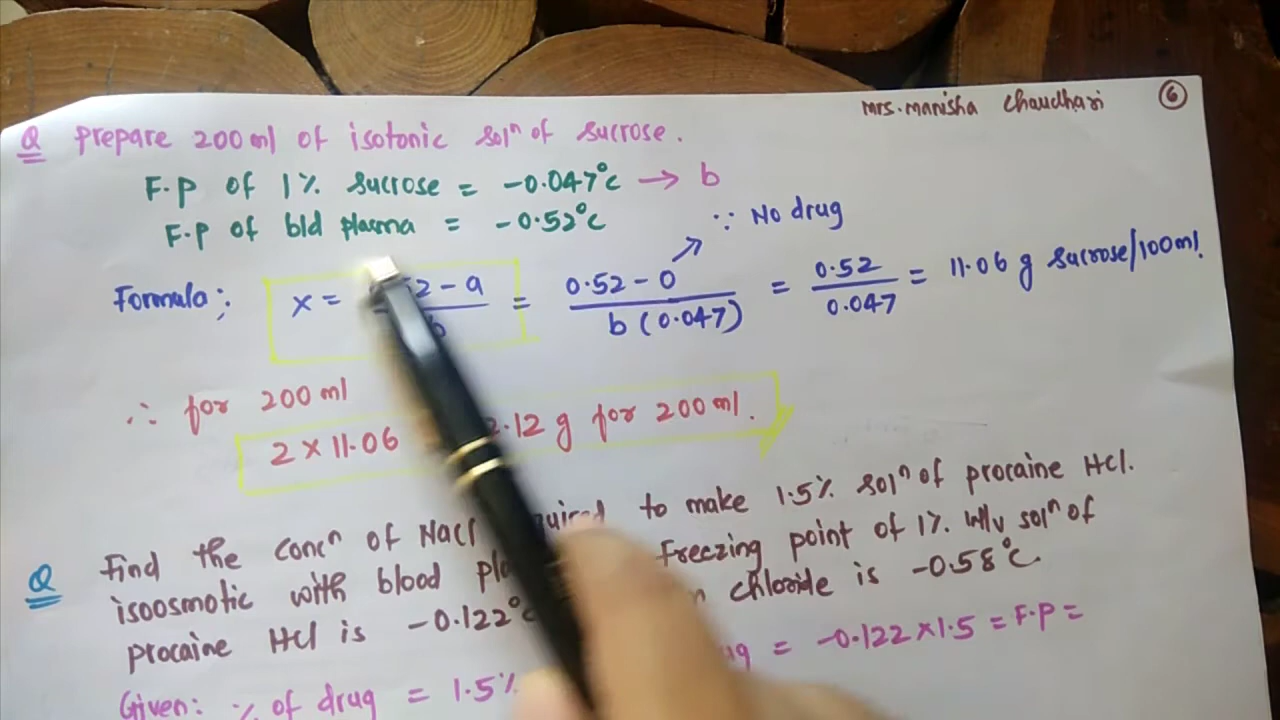 Mrs. Manisha Chaudhari 6
Q Prepare 200 ml of isotonic solⁿ of sucrose.
F.p of 1% sucrose = -0.047°c → b
F.p of bld plasma = -0.52°c
∵ No drug
Formula: x = 52 - a / b = 0.52 - 0 / b (0.047) = 0.52 / 0.047 = 11.06 g sucrose/100ml.
∴ for 200 ml
2 x 11.06 2.12 g for 200 ml.
Q Find the concⁿ of Nacl to make 1.5% solⁿ of procaine Hcl.
isoosmotic with blood Freezing point of 1% W/v solⁿ of
procaine Hcl is -0.122° chloride is -0.58°c
Given: % of drug = 1.5% = -0.122 x 1.5 = F.P =